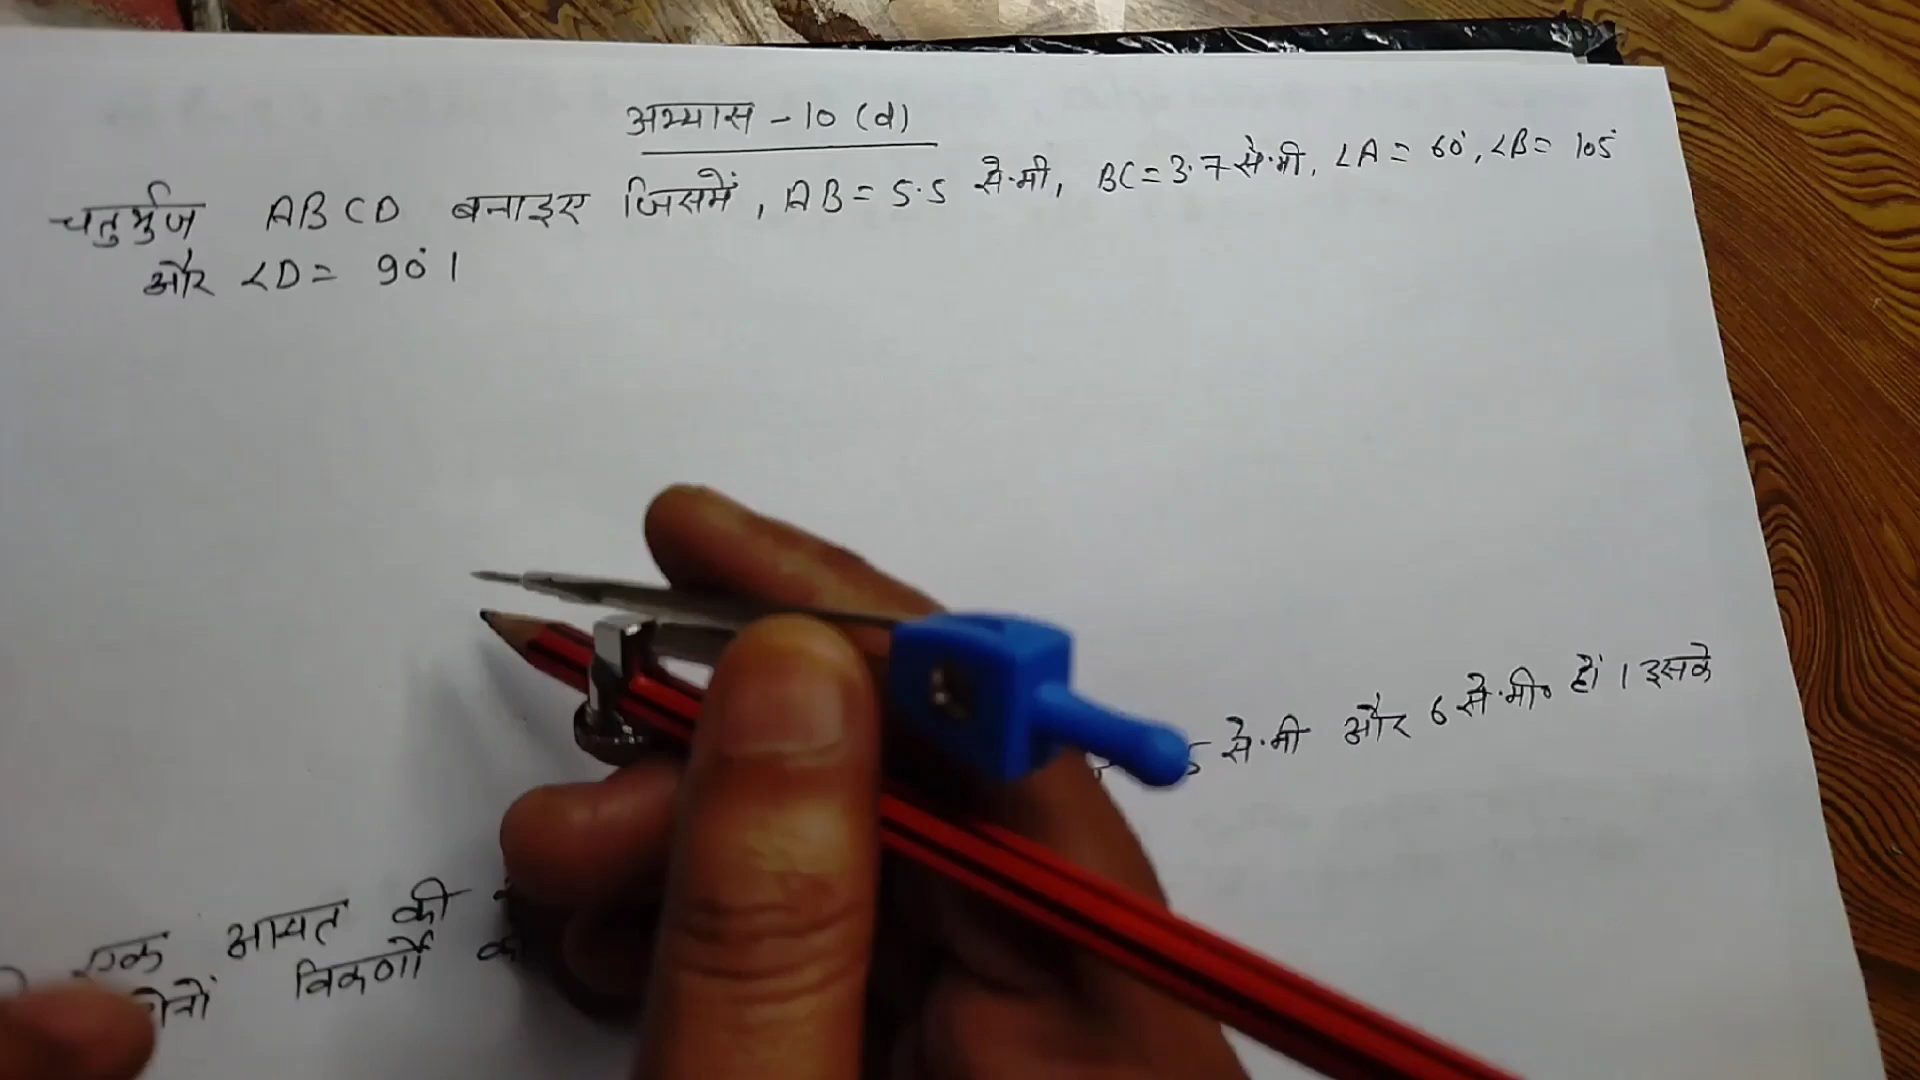 अभ्यास - 10 (d)
चतुर्भुज ABCD बनाइए जिसमें, AB = 5.5 से.मी, BC = 3.7 से.मी, ∠A = 60°, ∠B = 105°
और ∠D = 90°।
से.मी और 6 से.मी० हों। इसके
एक आयत की
विकर्णों